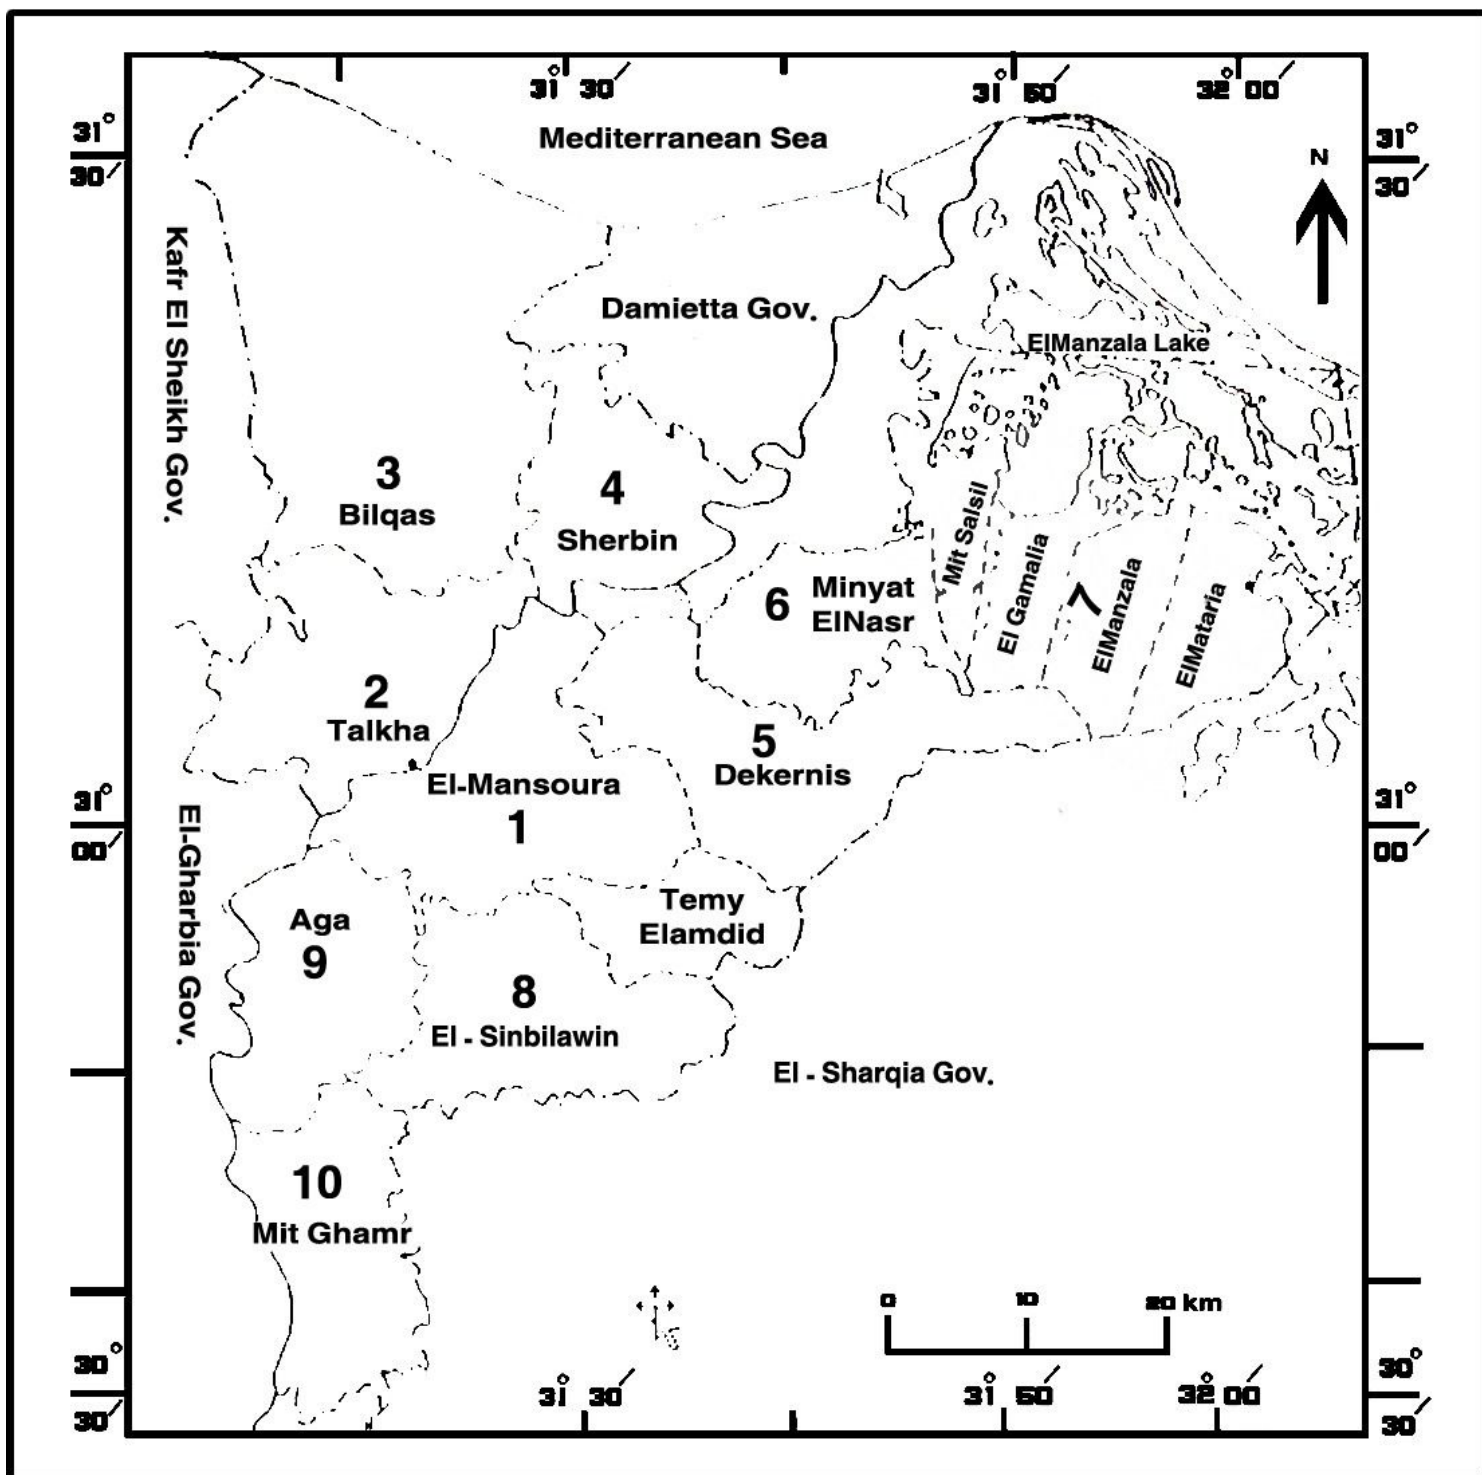 31° 30′
31° 50′
32° 00′
31°
30′
Mediterranean Sea
31°
30′
N
Kafr El Sheikh Gov.
Damietta Gov.
ElManzala Lake
3
Bilqas
4
Sherbin
Mit Salsil
El Gamalia
7
ElManzala
ElMataria
6
Minyat
ElNasr
2
Talkha
5
Dekernis
El-Mansoura
1
31°
00′
31°
00′
El-Gharbia Gov.
Temy
Elamdid
Aga
9
8
El - Sinbilawin
El - Sharqia Gov.
10
Mit Ghamr
0 10 20 km
30°
30′
31° 30′
31° 50′
32° 00′
30°
30′